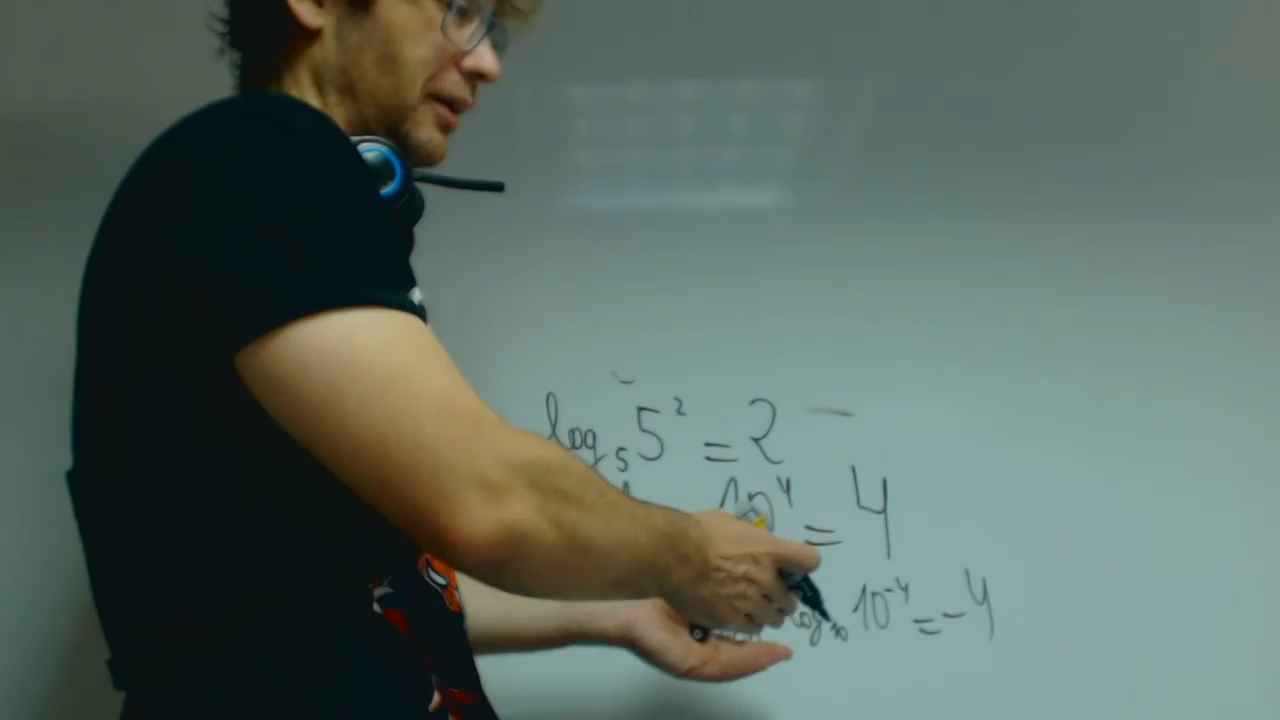 log₅ 5² = 2
10⁴ = 4
log₁₀ 10⁻⁴ = -4